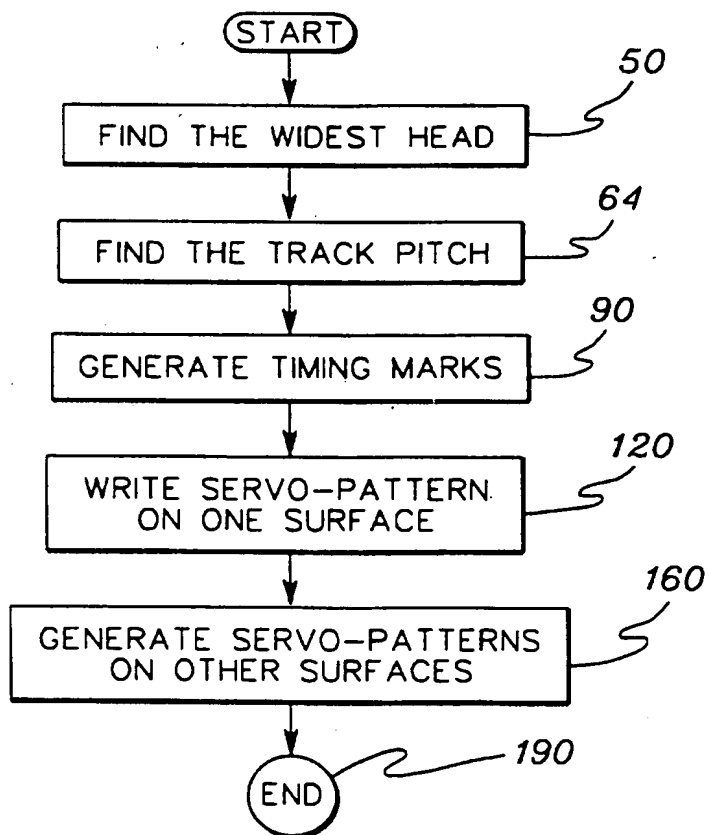 START
50
FIND THE WIDEST HEAD
64
FIND THE TRACK PITCH
90
GENERATE TIMING MARKS
120
WRITE SERVO-PATTERN
ON ONE SURFACE
160
GENERATE SERVO-PATTERNS
ON OTHER SURFACES
190
END